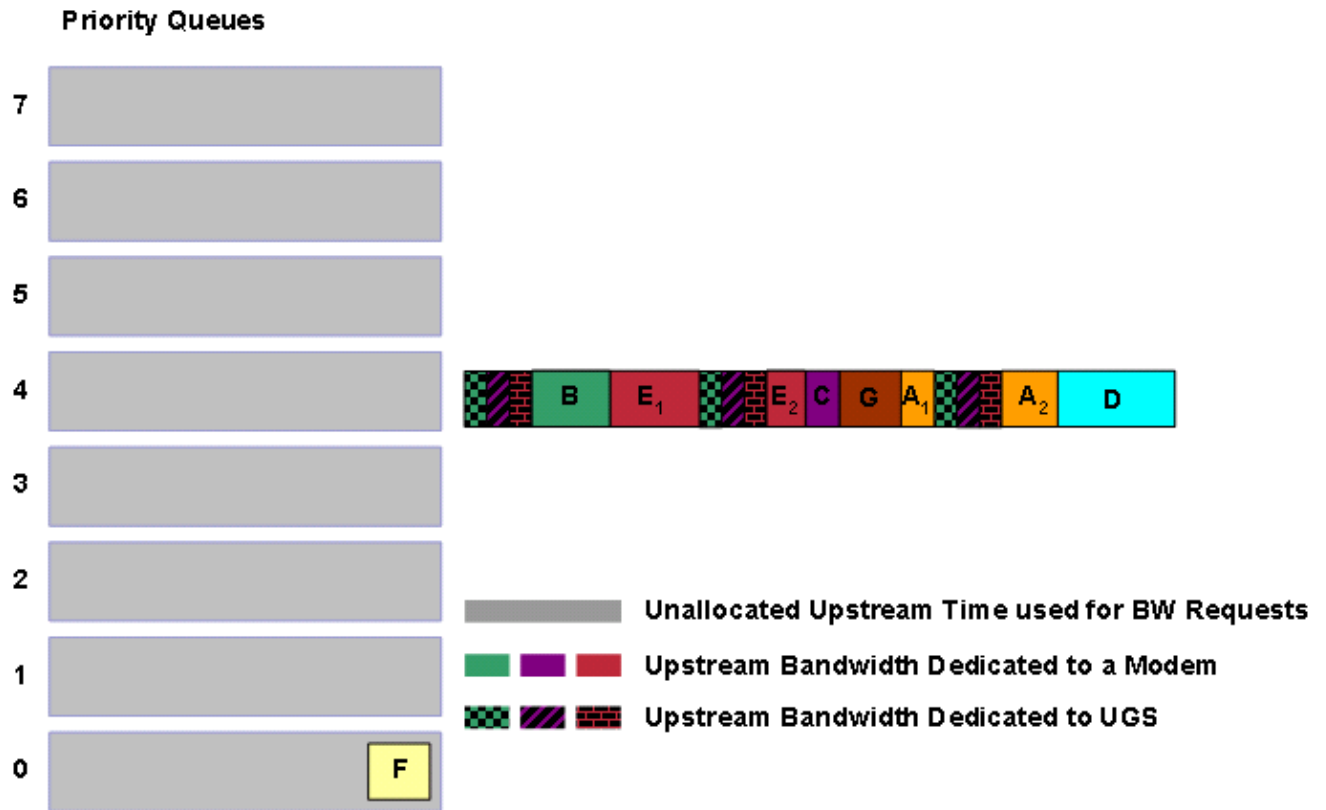 Priority Queues
7
6
5
4
B E₁ E₂ C G A₁ A₂ D
3
2
Unallocated Upstream Time used for BW Requests
1
Upstream Bandwidth Dedicated to a Modem
Upstream Bandwidth Dedicated to UGS
0
F